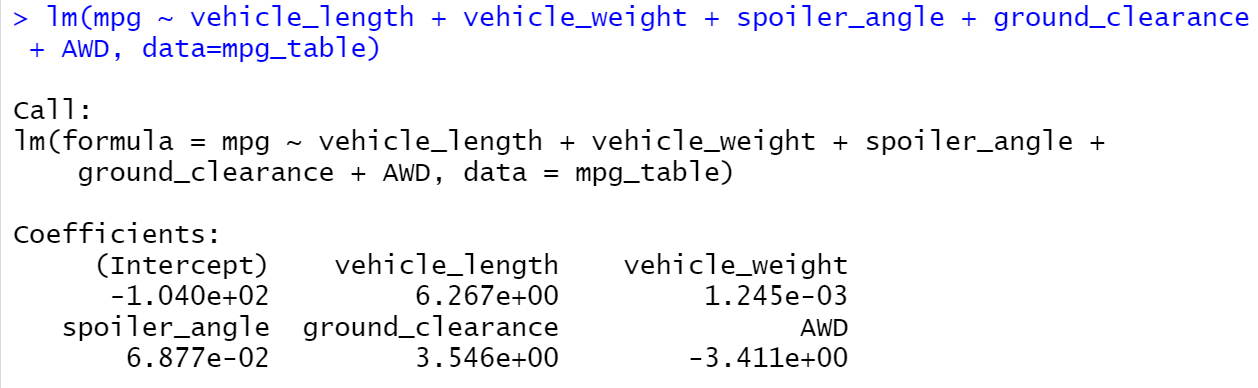 > lm(mpg ~ vehicle_length + vehicle_weight + spoiler_angle + ground_clearance
+ AWD, data=mpg_table)
Call:
lm(formula = mpg ~ vehicle_length + vehicle_weight + spoiler_angle +
ground_clearance + AWD, data = mpg_table)
Coefficients:
(Intercept) vehicle_length vehicle_weight
-1.040e+02 6.267e+00 1.245e-03
spoiler_angle ground_clearance AWD
6.877e-02 3.546e+00 -3.411e+00